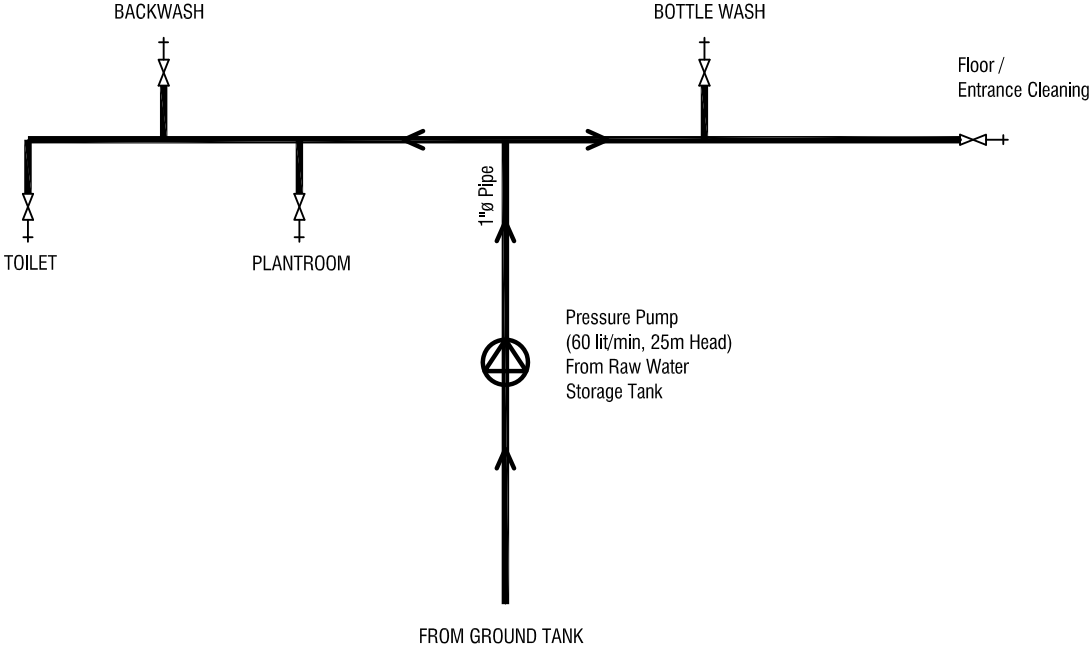 BACKWASH
BOTTLE WASH
Floor /
Entrance Cleaning
1"ø Pipe
TOILET
PLANTROOM
Pressure Pump
(60 lit/min, 25m Head)
From Raw Water
Storage Tank
FROM GROUND TANK